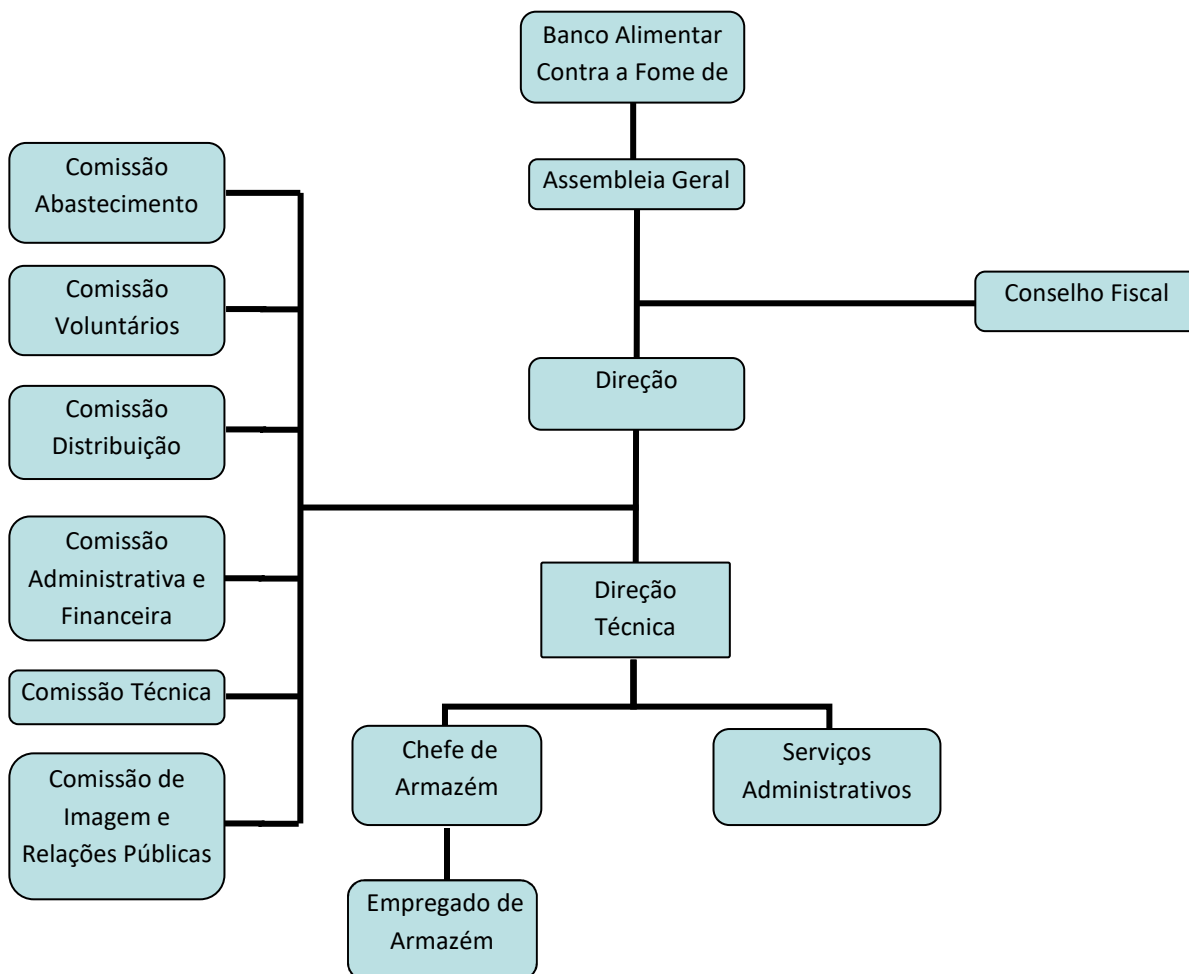 Banco Alimentar
Contra a Fome de
Assembleia Geral
Conselho Fiscal
Direção
Direção
Técnica
Chefe de
Armazém
Empregado de
Armazém
Serviços
Administrativos
Comissão
Abastecimento
Comissão
Voluntários
Comissão
Distribuição
Comissão
Administrativa e
Financeira
Comissão Técnica
Comissão de
Imagem e
Relações Públicas